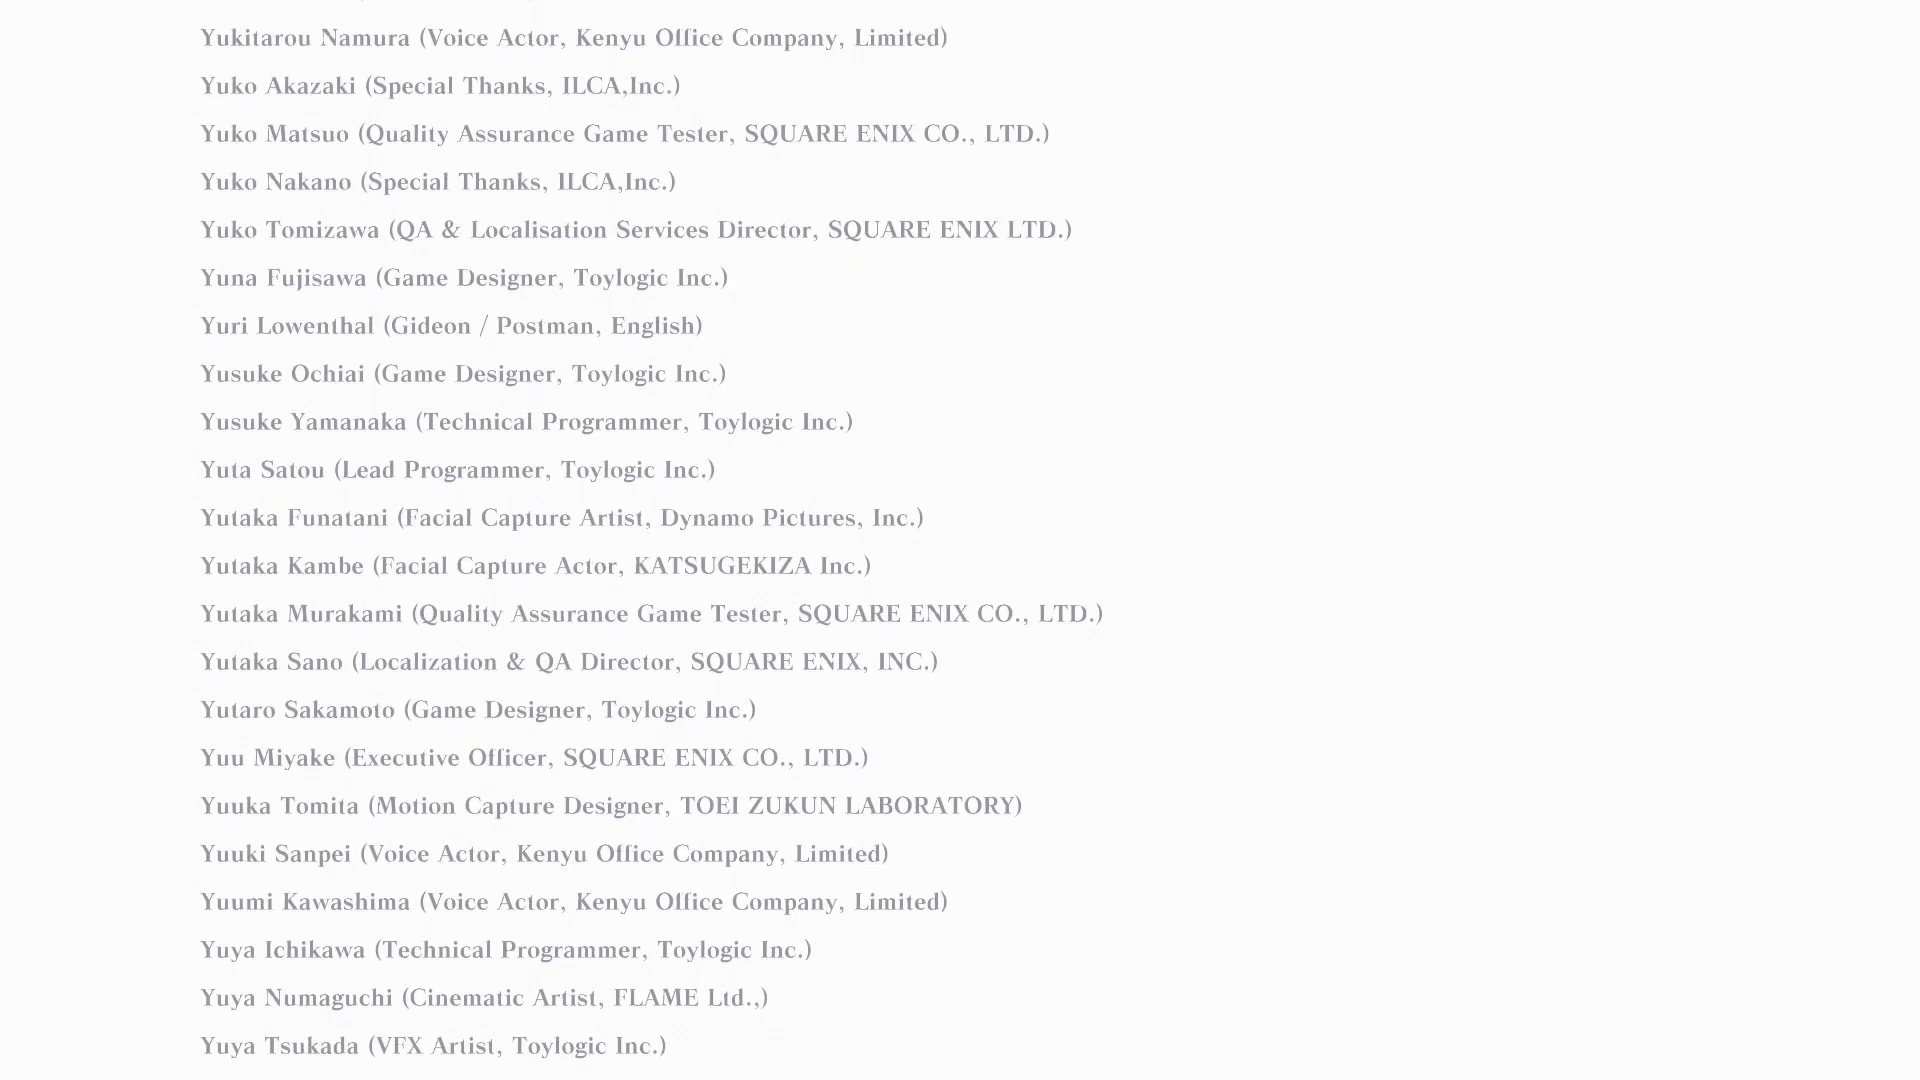 Yukitarou Namura (Voice Actor, Kenyu Office Company, Limited)
Yuko Akazaki (Special Thanks, ILCA,Inc.)
Yuko Matsuo (Quality Assurance Game Tester, SQUARE ENIX CO., LTD.)
Yuko Nakano (Special Thanks, ILCA,Inc.)
Yuko Tomizawa (QA & Localisation Services Director, SQUARE ENIX LTD.)
Yuna Fujisawa (Game Designer, Toylogic Inc.)
Yuri Lowenthal (Gideon / Postman, English)
Yusuke Ochiai (Game Designer, Toylogic Inc.)
Yusuke Yamanaka (Technical Programmer, Toylogic Inc.)
Yuta Satou (Lead Programmer, Toylogic Inc.)
Yutaka Funatani (Facial Capture Artist, Dynamo Pictures, Inc.)
Yutaka Kambe (Facial Capture Actor, KATSUGEKIZA Inc.)
Yutaka Murakami (Quality Assurance Game Tester, SQUARE ENIX CO., LTD.)
Yutaka Sano (Localization & QA Director, SQUARE ENIX, INC.)
Yutaro Sakamoto (Game Designer, Toylogic Inc.)
Yuu Miyake (Executive Officer, SQUARE ENIX CO., LTD.)
Yuuka Tomita (Motion Capture Designer, TOEI ZUKUN LABORATORY)
Yuuki Sanpei (Voice Actor, Kenyu Office Company, Limited)
Yuumi Kawashima (Voice Actor, Kenyu Office Company, Limited)
Yuya Ichikawa (Technical Programmer, Toylogic Inc.)
Yuya Numaguchi (Cinematic Artist, FLAME Ltd.,)
Yuya Tsukada (VFX Artist, Toylogic Inc.)